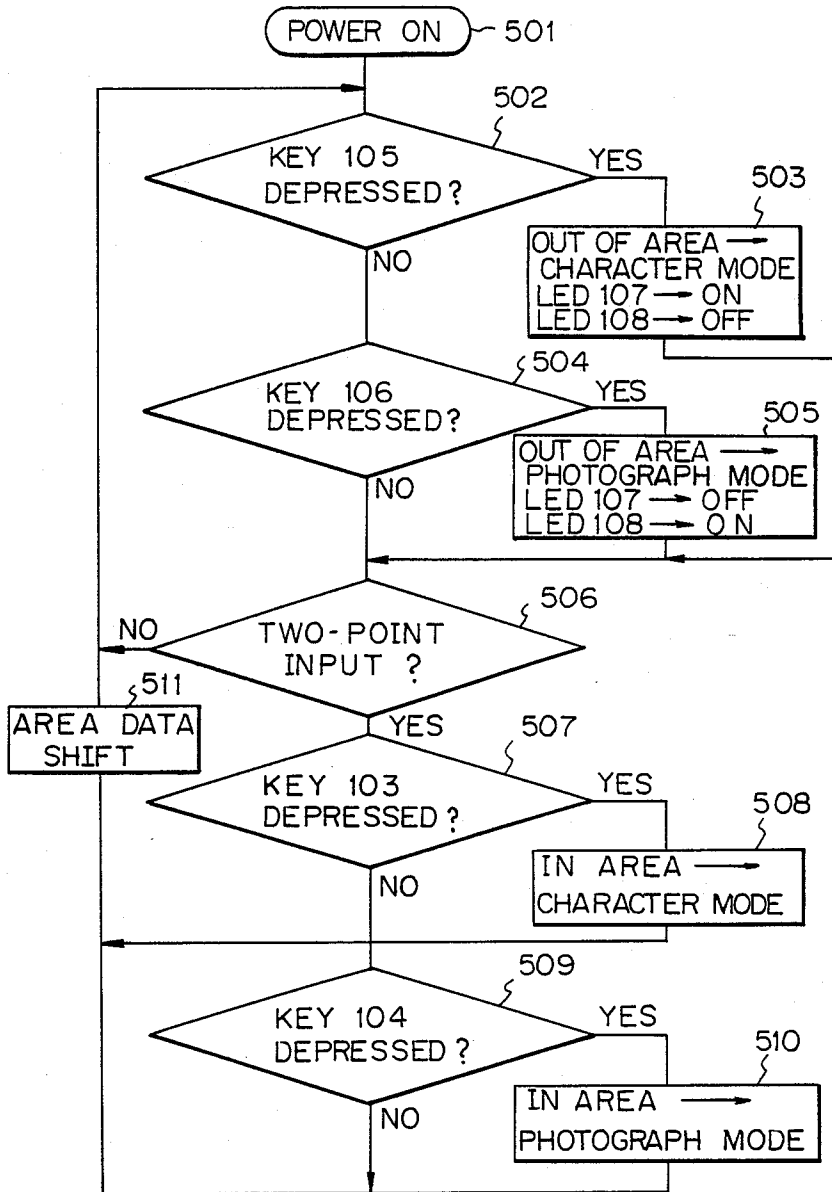 POWER ON
501
502
KEY 105
DEPRESSED?
YES
NO
503
OUT OF AREA →
CHARACTER MODE
LED 107 → ON
LED 108 → OFF
504
KEY 106
DEPRESSED?
YES
NO
505
OUT OF AREA →
PHOTOGRAPH MODE
LED 107 → OFF
LED 108 → ON
506
TWO-POINT
INPUT ?
NO
YES
511
AREA DATA
SHIFT
507
KEY 103
DEPRESSED?
YES
NO
508
IN AREA →
CHARACTER MODE
509
KEY 104
DEPRESSED?
YES
NO
510
IN AREA →
PHOTOGRAPH MODE